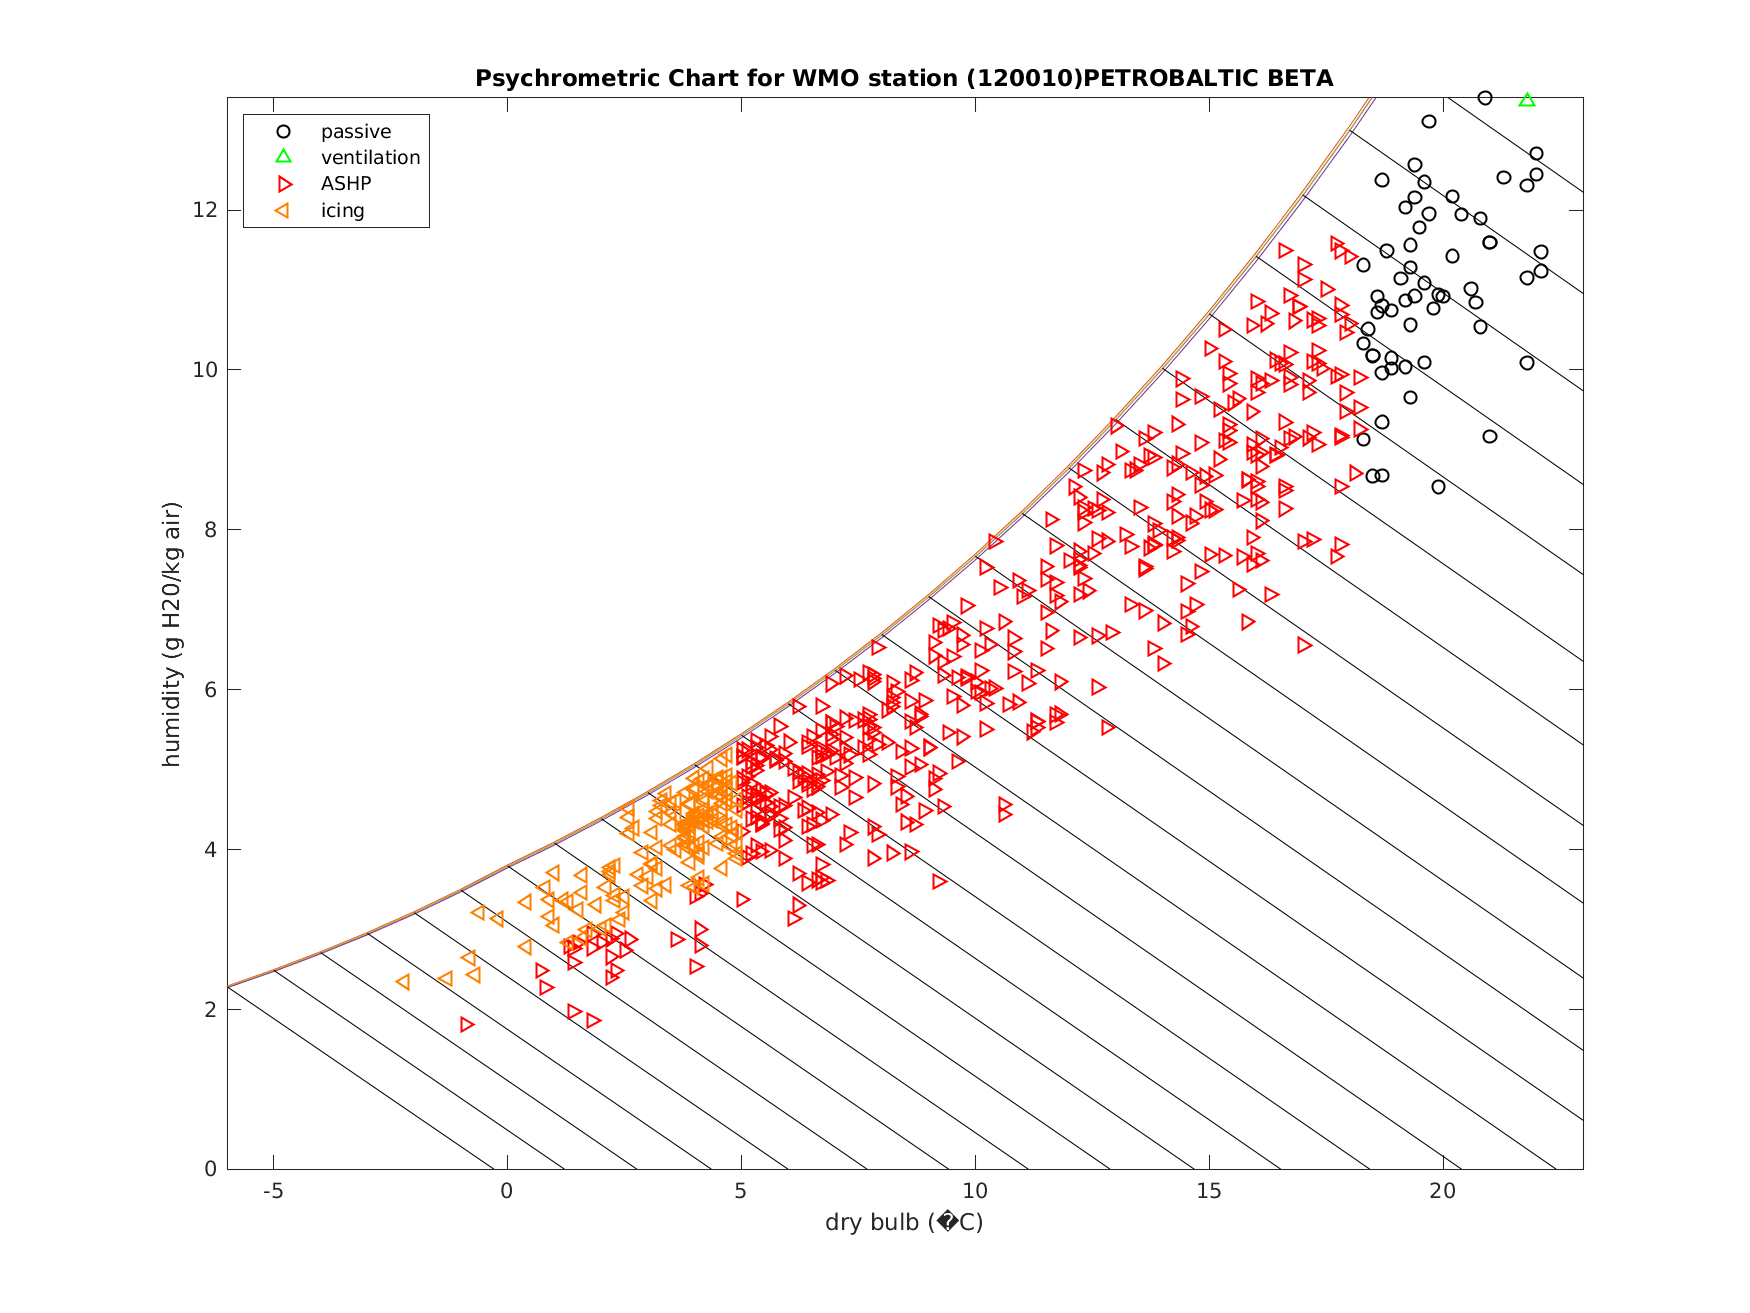 Psychrometric Chart for WMO station (120010)PETROBALTIC BETA
passive
ventilation
ASHP
icing
humidity (g H20/kg air)
12
10
8
6
4
2
0
-5 0 5 10 15 20
dry bulb (�C)